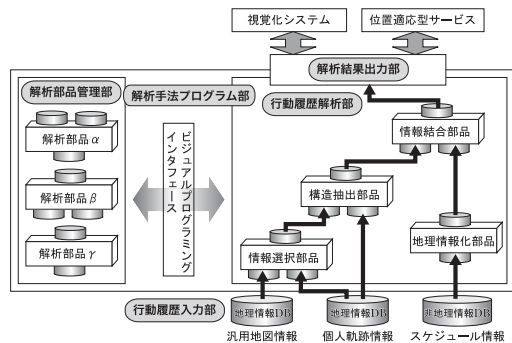 視覚化システム
位置適応型サービス
解析結果出力部
解析部品管理部
解析手法プログラム部
行動履歴解析部
解析部品α
解析部品β
解析部品γ
ビジュアルプログラミング
インタフェース
情報結合部品
構造抽出部品
情報選択部品
地理情報化部品
行動履歴入力部
地理情報DB
地理情報DB
非地理情報DB
汎用地図情報
個人軌跡情報
スケジュール情報